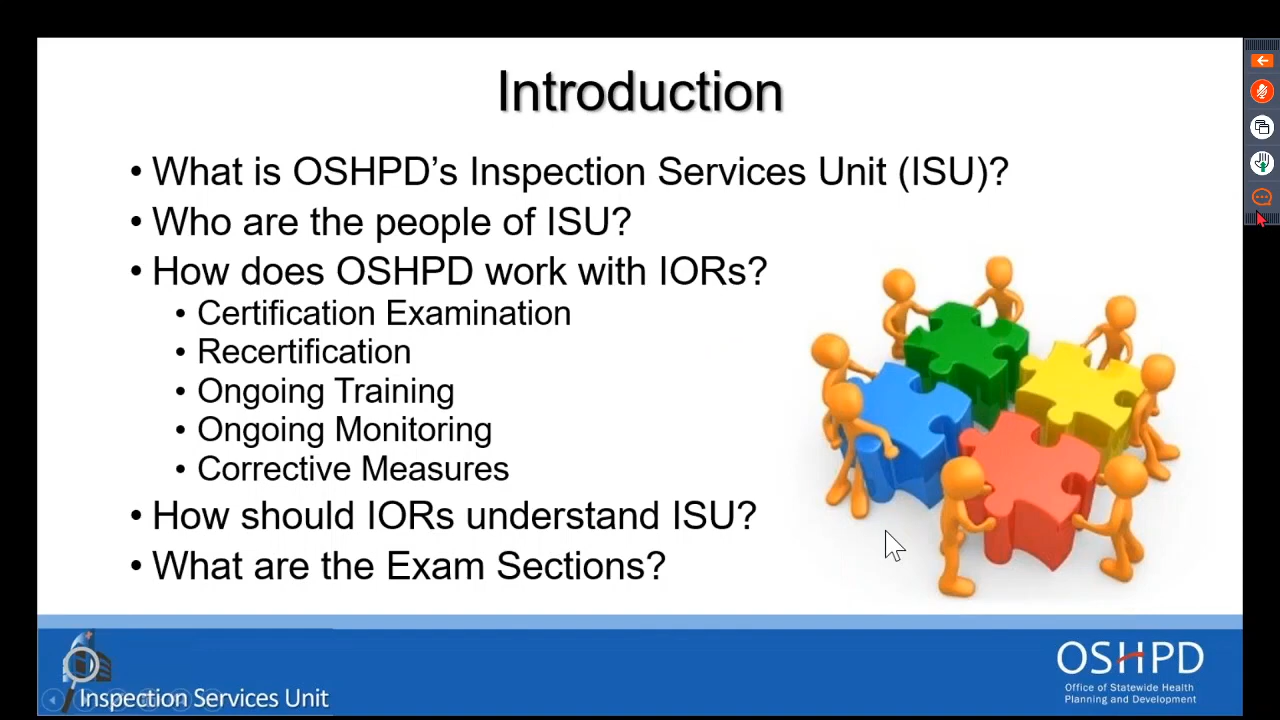 Introduction
• What is OSHPD’s Inspection Services Unit (ISU)?
• Who are the people of ISU?
• How does OSHPD work with IORs?
• Certification Examination
• Recertification
• Ongoing Training
• Ongoing Monitoring
• Corrective Measures
• How should IORs understand ISU?
• What are the Exam Sections?
Inspection Services Unit
OSHPD
Office of Statewide Health
Planning and Development